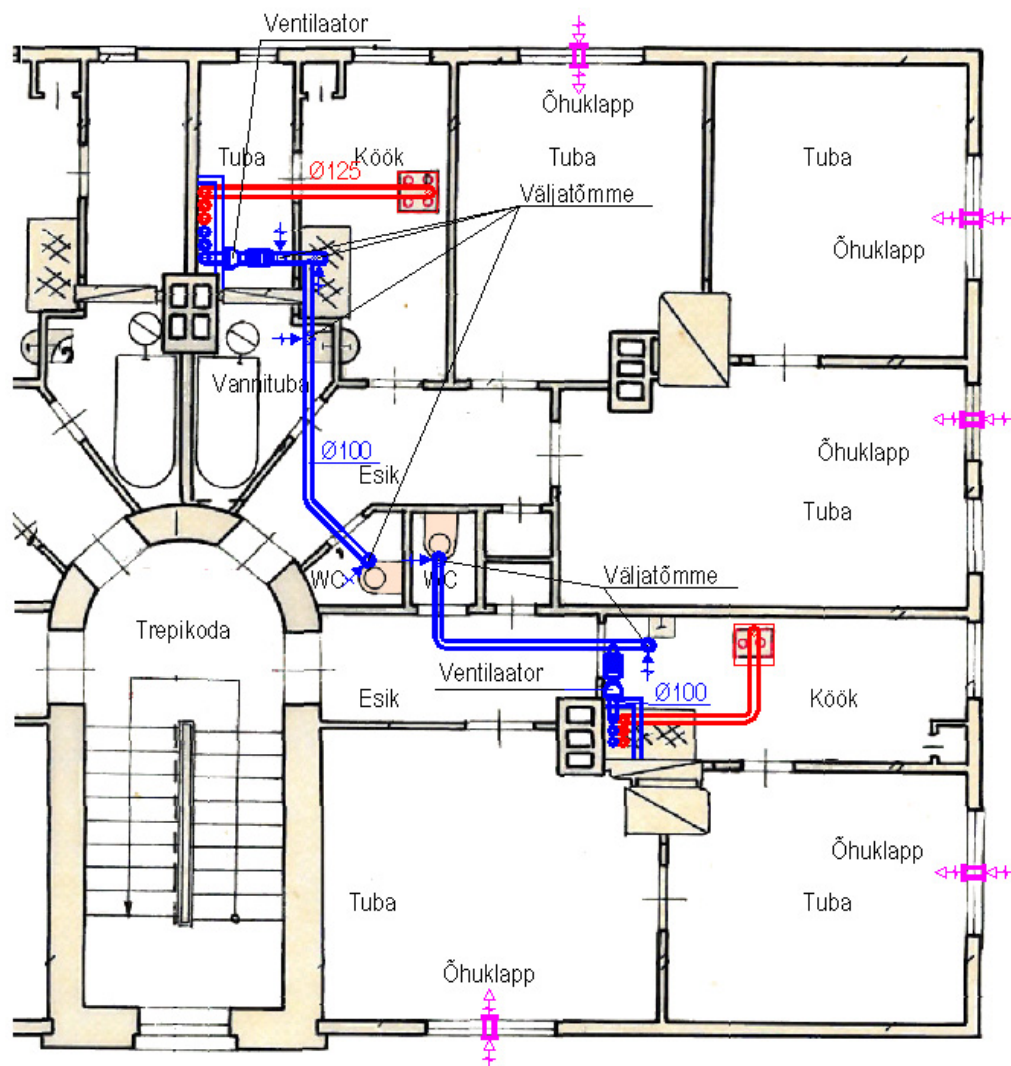 Ventilaator
Õhuklapp
Tuba
Köök
Tuba
Tuba
Ø125
Väljatõmme
Õhuklapp
Vannituba
Ø100
Esik
Õhuklapp
Tuba
WC
WC
Väljatõmme
Trepikoda
Ventilaator
Esik
Ø100
Köök
Õhuklapp
Tuba
Tuba
Õhuklapp